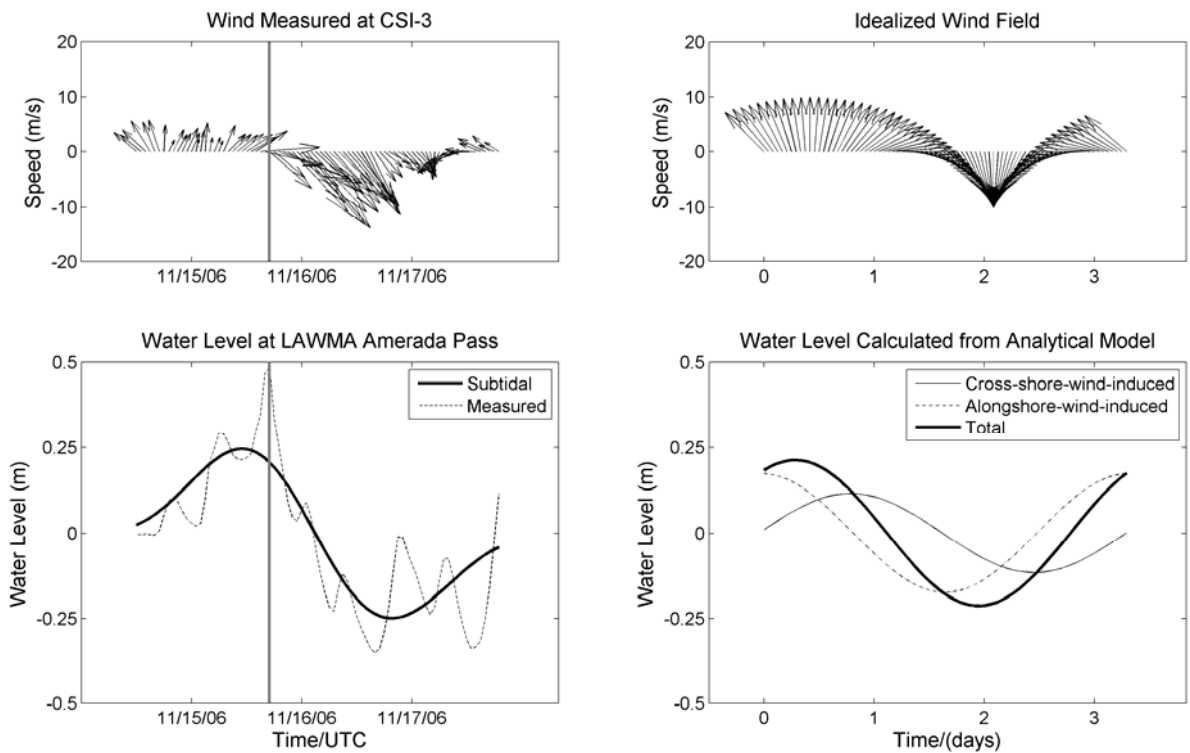 Wind Measured at CSI-3
20
10
0
-10
-20
Speed (m/s)
11/15/06 11/16/06 11/17/06
Idealized Wind Field
20
10
0
-10
-20
Speed (m/s)
0 1 2 3
Water Level at LAWMA Amerada Pass
0.5
0.25
0
-0.25
-0.5
Water Level (m)
Subtidal
Measured
11/15/06 11/16/06 11/17/06
Time/UTC
Water Level Calculated from Analytical Model
0.5
0.25
0
-0.25
-0.5
Water Level (m)
Cross-shore-wind-induced
Alongshore-wind-induced
Total
0 1 2 3
Time/(days)